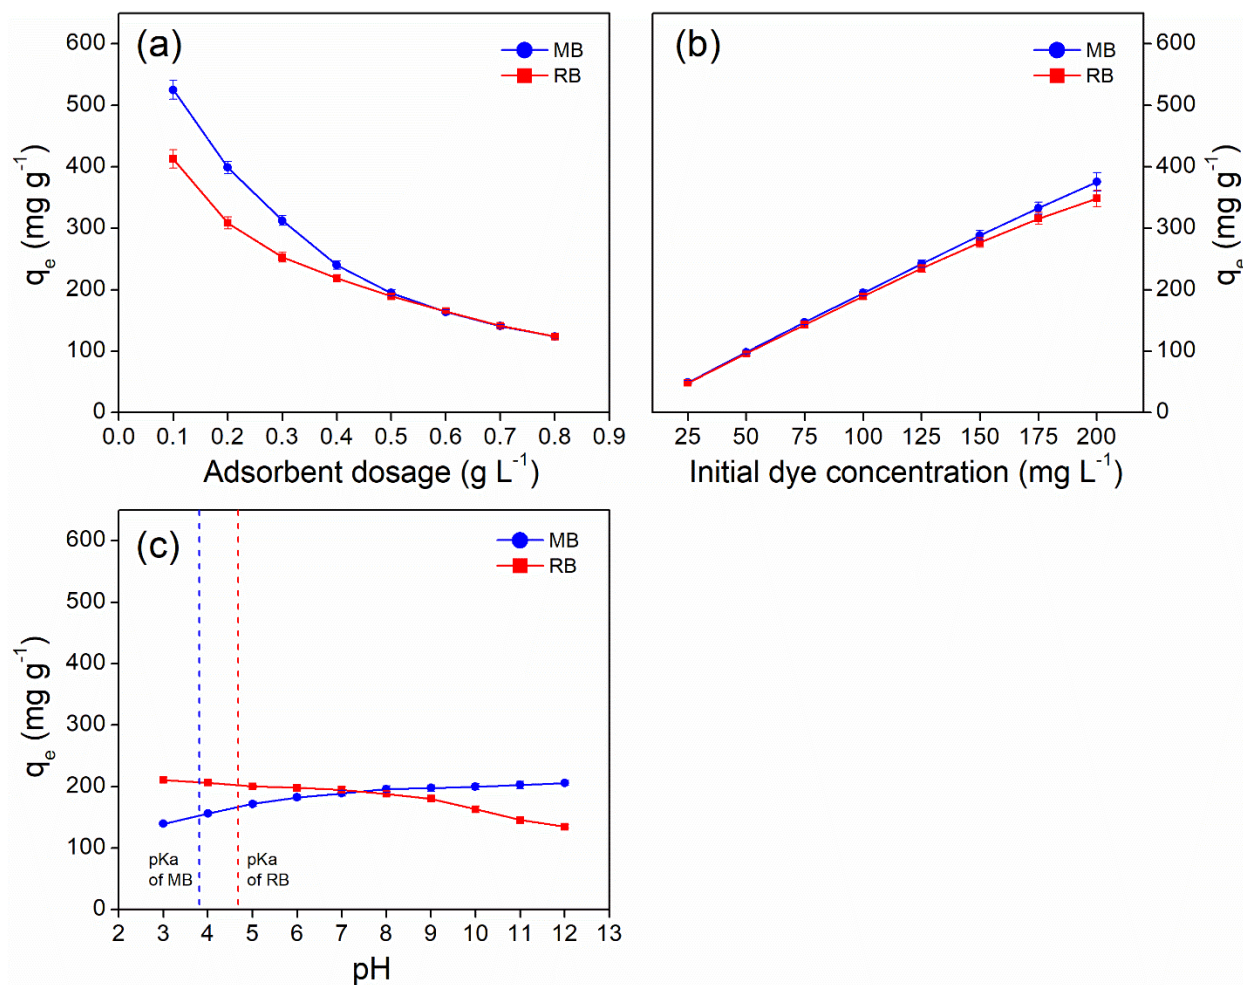 (a)
MB
RB
600
500
400
300
200
100
0
qe (mg g-1)
0.0 0.1 0.2 0.3 0.4 0.5 0.6 0.7 0.8 0.9
Adsorbent dosage (g L-1)
(b)
MB
RB
600
500
400
300
200
100
0
qe (mg g-1)
25 50 75 100 125 150 175 200
Initial dye concentration (mg L-1)
(c)
MB
RB
600
500
400
300
200
100
0
qe (mg g-1)
pKa
of MB
pKa
of RB
2 3 4 5 6 7 8 9 10 11 12 13
pH